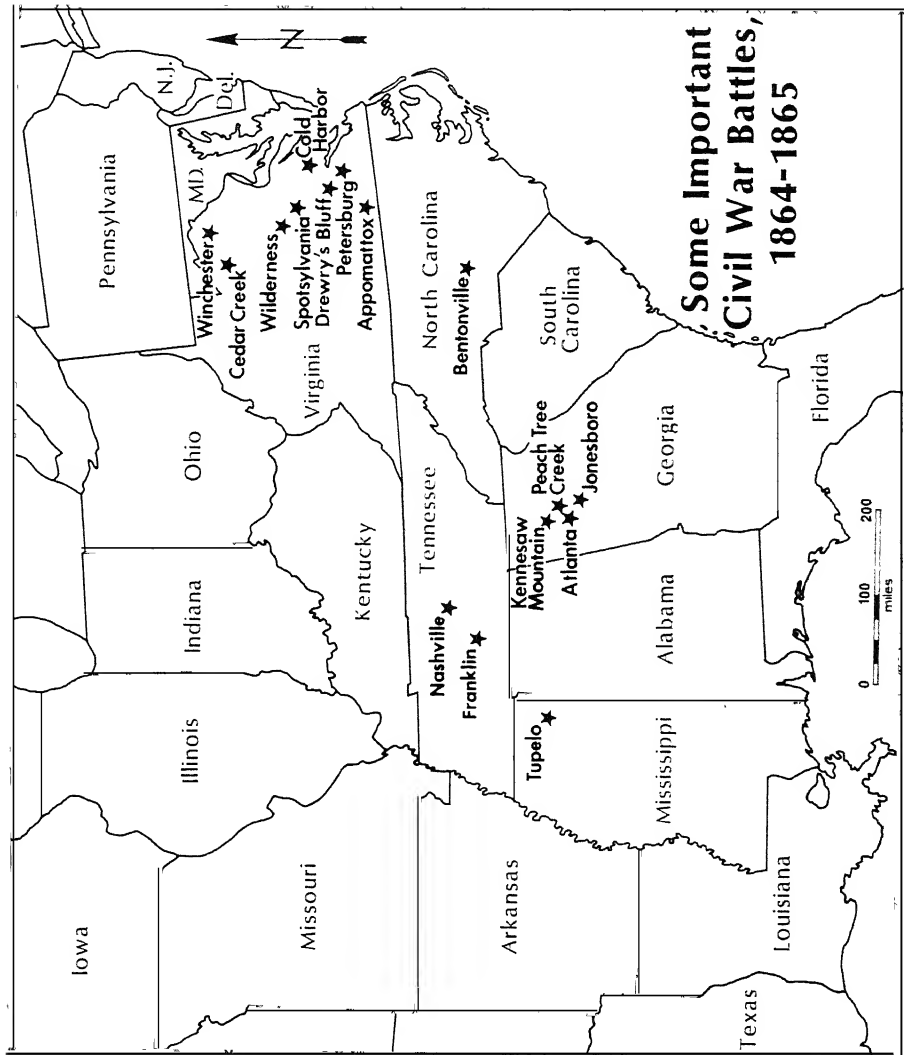 Some Important
Civil War Battles,
1864-1865
N
Pennsylvania
N.J.
Del.
MD.
Iowa
Illinois
Indiana
Ohio
Winchester
Cedar Creek
Wilderness
Spotsylvania
Cold
Harbor
Drewry's Bluff
Petersburg
Appomattox
Virginia
Missouri
Kentucky
Tennessee
North Carolina
Nashville
Franklin
Bentonville
Arkansas
Tupelo
Kennesaw
Mountain
Peach Tree
Creek
Atlanta
Jonesboro
South
Carolina
Texas
Louisiana
Mississippi
Alabama
Georgia
Florida
0 100 200
miles